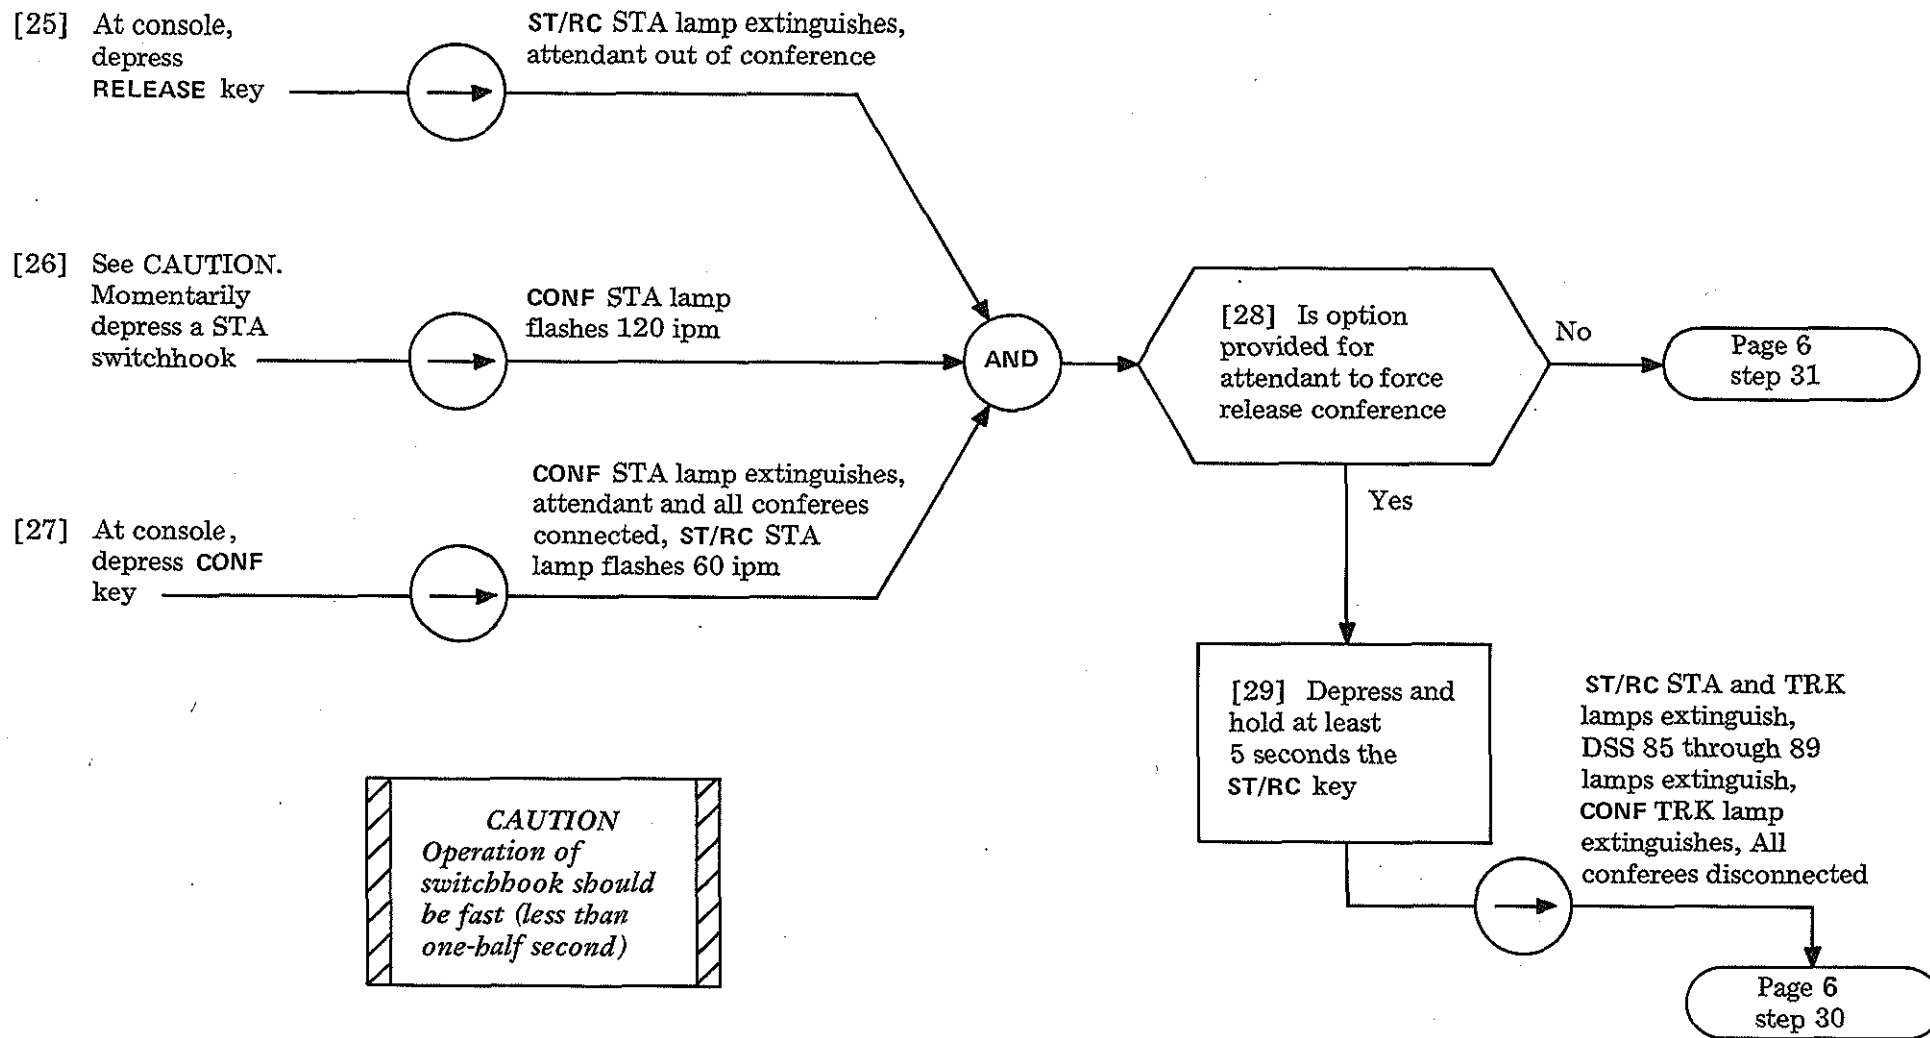 [25] At console,
depress
RELEASE key
ST/RC STA lamp extinguishes,
attendant out of conference
[26] See CAUTION.
Momentarily
depress a STA
switchhook
CONF STA lamp
flashes 120 ipm
[27] At console,
depress CONF
key
CONF STA lamp extinguishes,
attendant and all conferees
connected, ST/RC STA
lamp flashes 60 ipm
AND
[28] Is option
provided for
attendant to force
release conference
No
Page 6
step 31
Yes
[29] Depress and
hold at least
5 seconds the
ST/RC key
ST/RC STA and TRK
lamps extinguish,
DSS 85 through 89
lamps extinguish,
CONF TRK lamp
extinguishes, All
conferees disconnected
Page 6
step 30
CAUTION
Operation of
switchhook should
be fast (less than
one-half second)